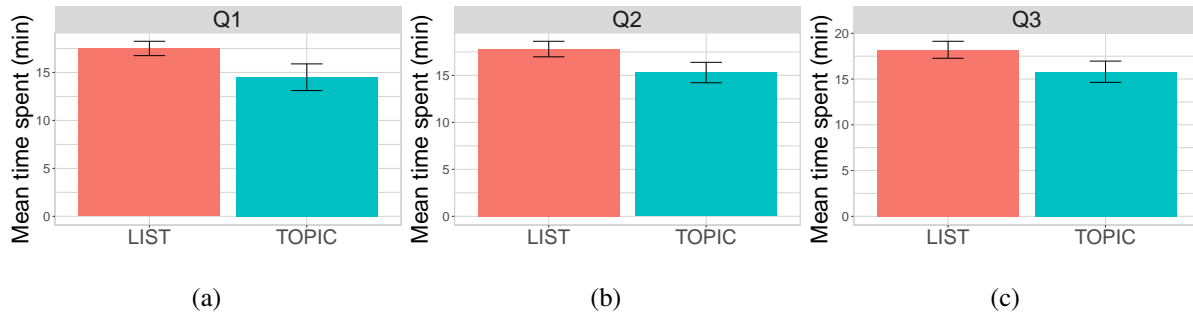 Q1
Mean time spent (min)
15
10
5
0
LIST TOPIC
(a)
Q2
Mean time spent (min)
15
10
5
0
LIST TOPIC
(b)
Q3
Mean time spent (min)
20
15
10
5
0
LIST TOPIC
(c)